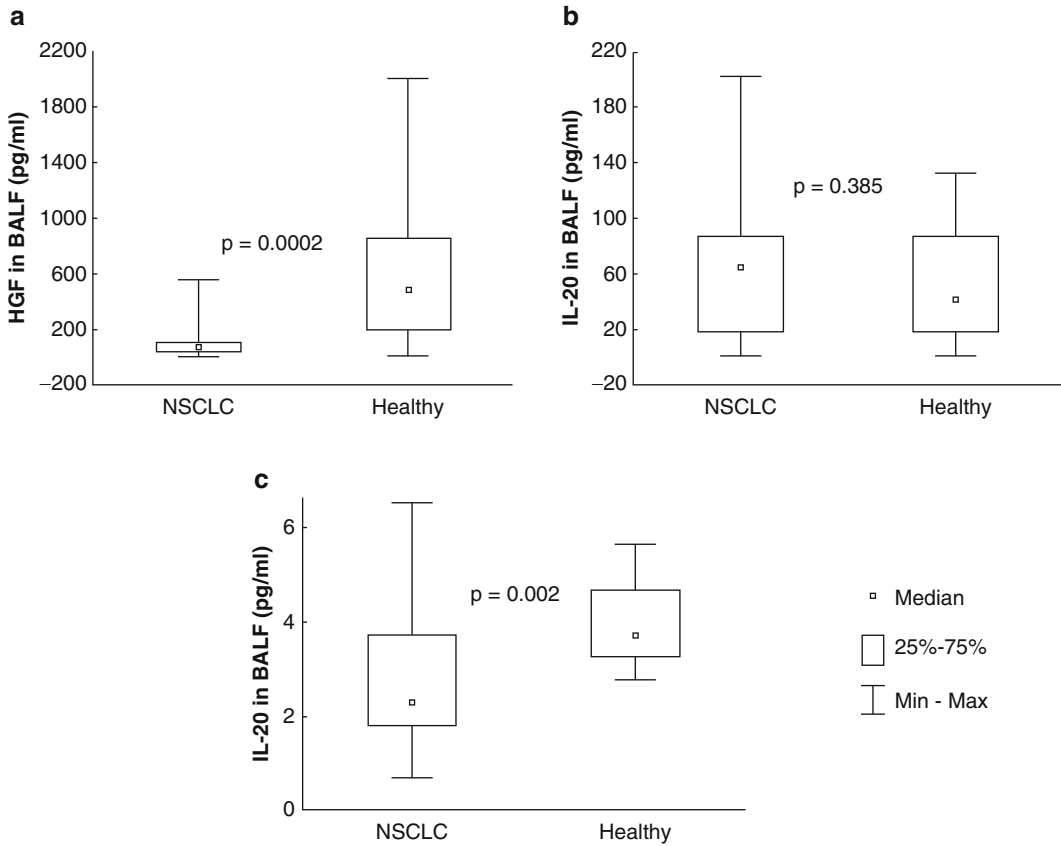 a
HGF in BALF (pg/ml)
2200
1800
1400
1000
600
200
–200
p = 0.0002
NSCLC
Healthy
b
IL-20 in BALF (pg/ml)
220
180
140
100
60
20
–20
p = 0.385
NSCLC
Healthy
c
IL-20 in BALF (pg/ml)
6
4
2
0
p = 0.002
NSCLC
Healthy
Median
25%-75%
Min - Max